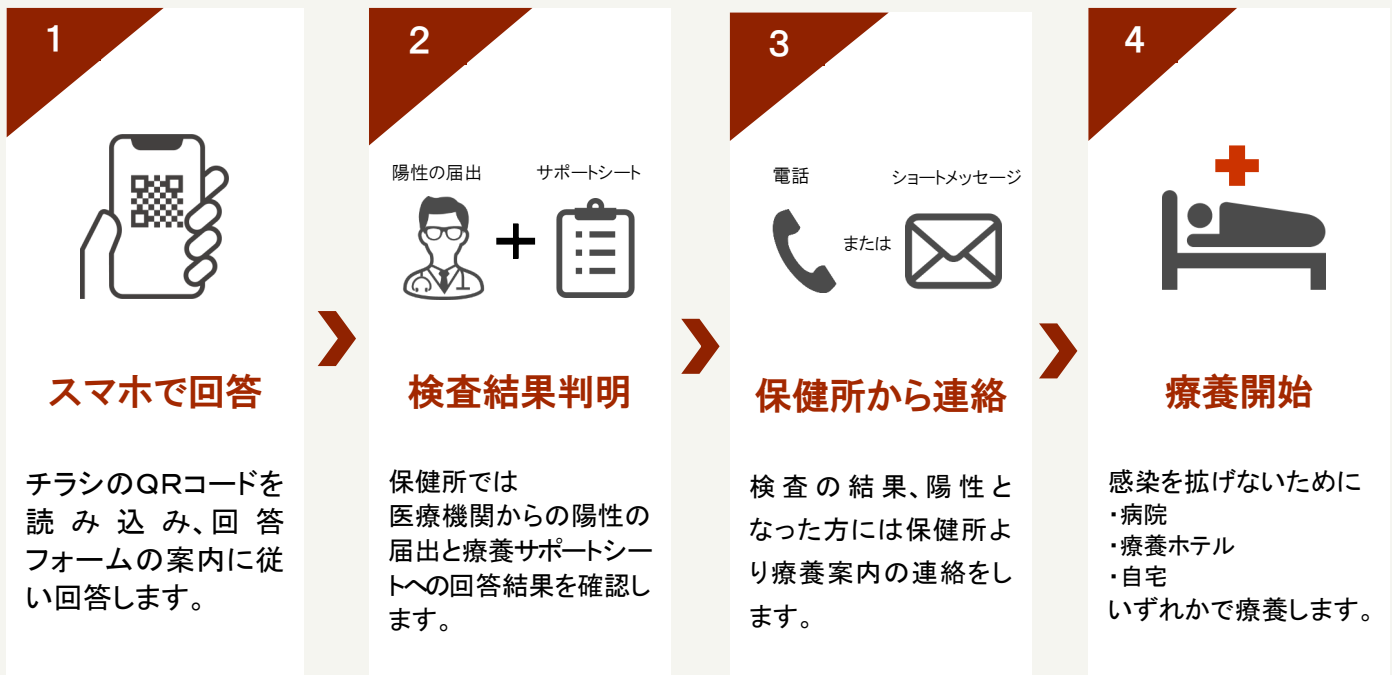 1
スマホで回答
チラシのQRコードを
読み込み、回答
フォームの案内に従
い回答します。
2
陽性の届出
サポートシート
検査結果判明
保健所では
医療機関からの陽性の
届出と療養サポートシー
トへの回答結果を確認し
ます。
3
電話
ショートメッセージ
または
保健所から連絡
検査の結果、陽性と
なった方には保健所よ
り療養案内の連絡をし
ます。
4
療養開始
感染を拡げないために
・病院
・療養ホテル
・自宅
いずれかで療養します。